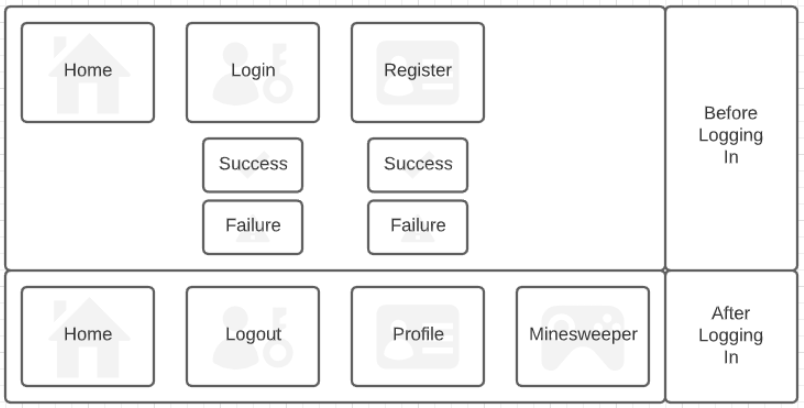 Home
Login
Register
Success
Success
Failure
Failure
Before
Logging
In
Home
Logout
Profile
Minesweeper
After
Logging
In